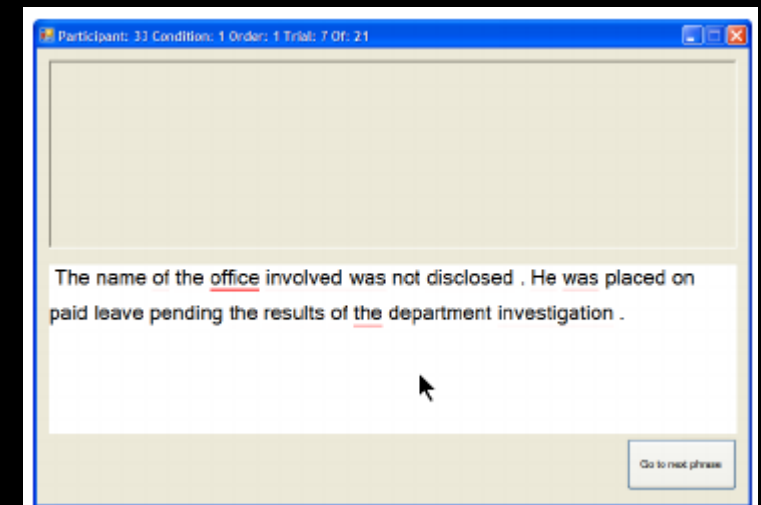 Participant: 33 Condition: 1 Order: 1 Trial: 7 Of: 21
The name of the office involved was not disclosed . He was placed on
paid leave pending the results of the department investigation .
Go to next phrase